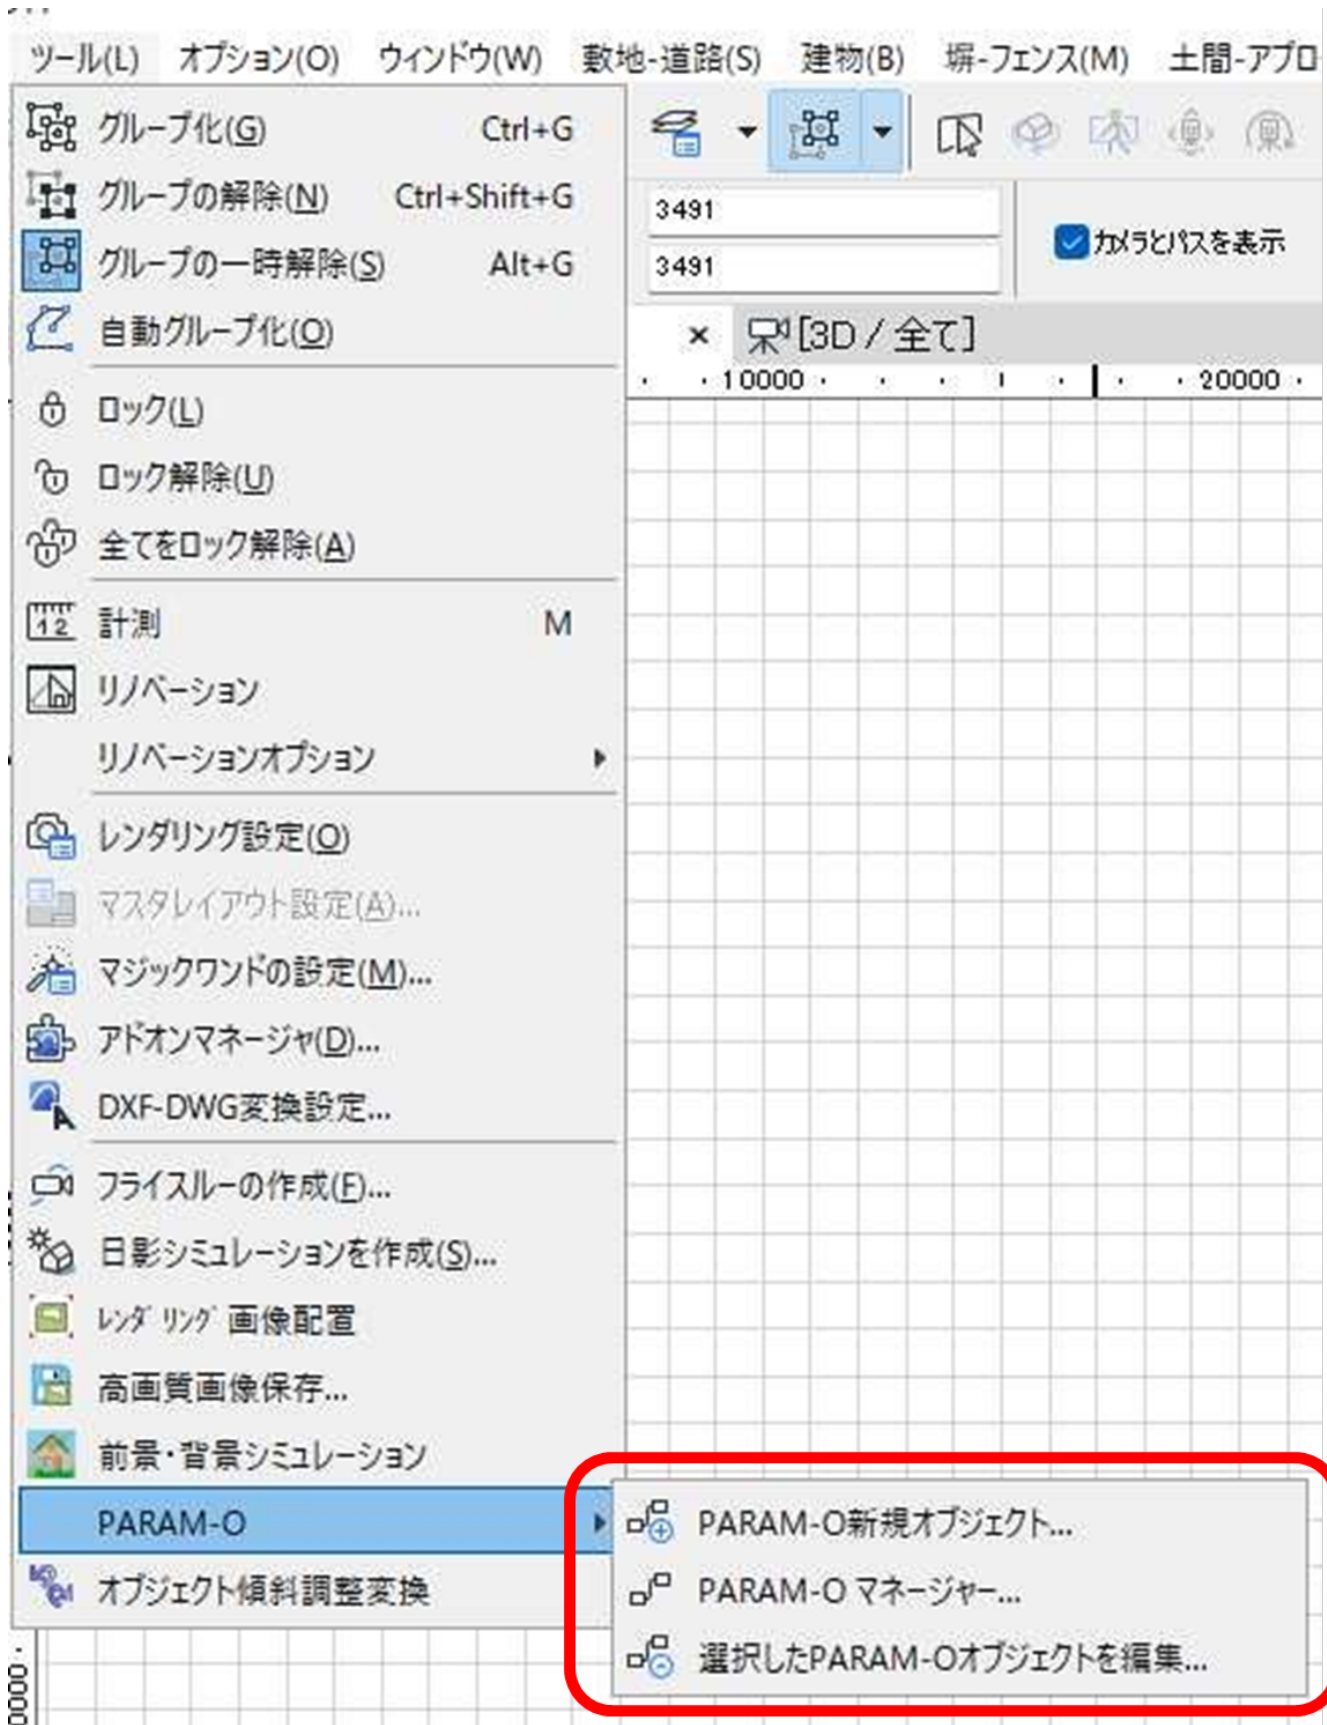 ツール(L) オプション(O) ウィンドウ(W) 敷地-道路(S) 建物(B) 塀-フェンス(M) 土間-アプロ
グループ化(G) Ctrl+G
グループの解除(N) Ctrl+Shift+G
3491
カメラとパスを表示
グループの一時解除(S) Alt+G
3491
自動グループ化(O)
[3D / 全て]
10000 20000
ロック(L)
ロック解除(U)
全てをロック解除(A)
計測 M
リノベーション
リノベーションオプション
レンダリング設定(O)
マスタレイアウト設定(A)...
マジックワンドの設定(M)...
アドオンマネージャ(D)...
DXF-DWG変換設定...
フライスルーの作成(F)...
日影シミュレーションを作成(S)...
ﾚﾝﾀﾞﾘﾝｸﾞ画像配置
高画質画像保存...
前景・背景シミュレーション
PARAM-O
オブジェクト傾斜調整変換
PARAM-O新規オブジェクト...
PARAM-O マネージャー...
選択したPARAM-Oオブジェクトを編集...